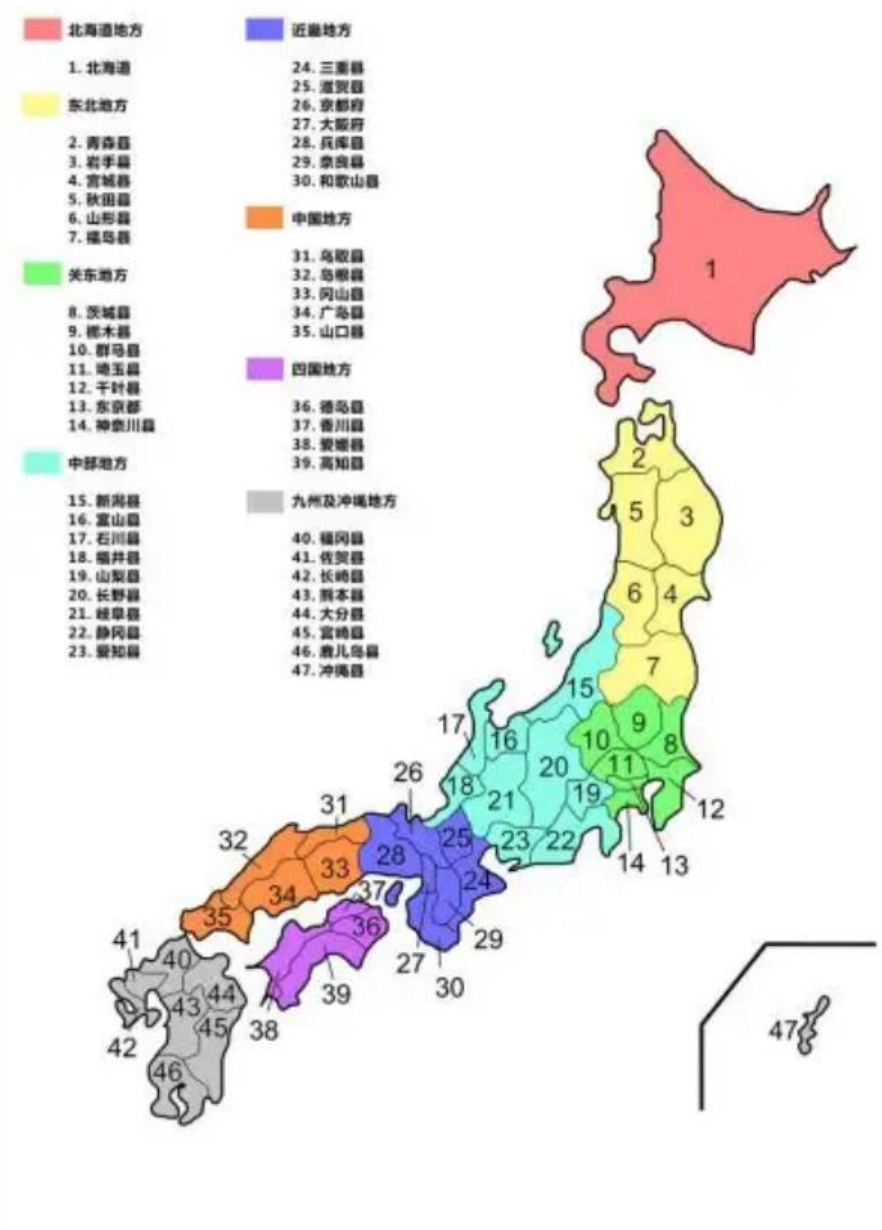 北海道地方
1. 北海道
东北地方
2. 青森县
3. 岩手县
4. 宫城县
5. 秋田县
6. 山形县
7. 福岛县
关东地方
8. 茨城县
9. 栃木县
10. 群马县
11. 埼玉县
12. 千叶县
13. 东京都
14. 神奈川县
中部地方
15. 新潟县
16. 富山县
17. 石川县
18. 福井县
19. 山梨县
20. 长野县
21. 岐阜县
22. 静冈县
23. 爱知县
近畿地方
24. 三重县
25. 滋贺县
26. 京都府
27. 大阪府
28. 兵库县
29. 奈良县
30. 和歌山县
中国地方
31. 鸟取县
32. 岛根县
33. 冈山县
34. 广岛县
35. 山口县
四国地方
36. 德岛县
37. 香川县
38. 爱媛县
39. 高知县
九州及冲绳地方
40. 福冈县
41. 佐贺县
42. 长崎县
43. 熊本县
44. 大分县
45. 宫崎县
46. 鹿儿岛县
47. 冲绳县
1
2
5
3
6
4
7
15
9
17
16
10
8
11
20
26
18
19
21
31
12
32
25
23
22
28
14
13
33
24
37
34
35
36
29
41
40
27
30
39
44
43
45
38
47
42
46